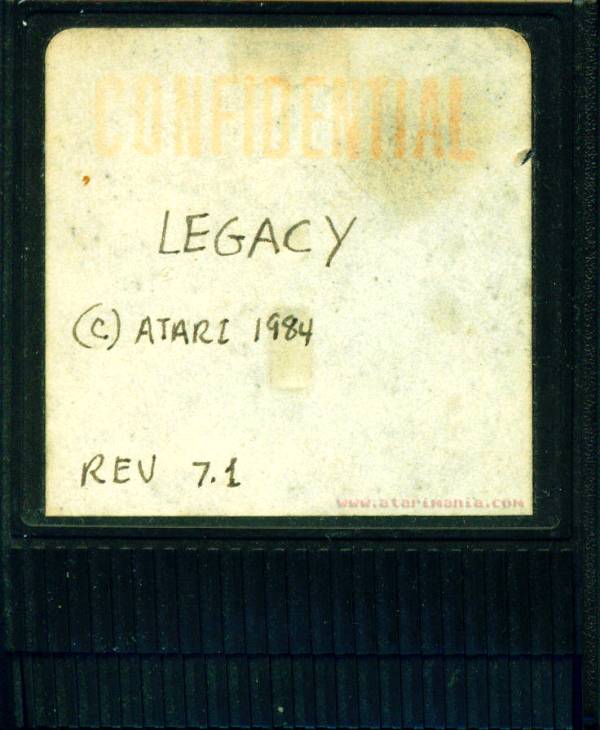 CONFIDENTIAL
LEGACY
(C) ATARI 1984
REV 7.1
www.atarimania.com